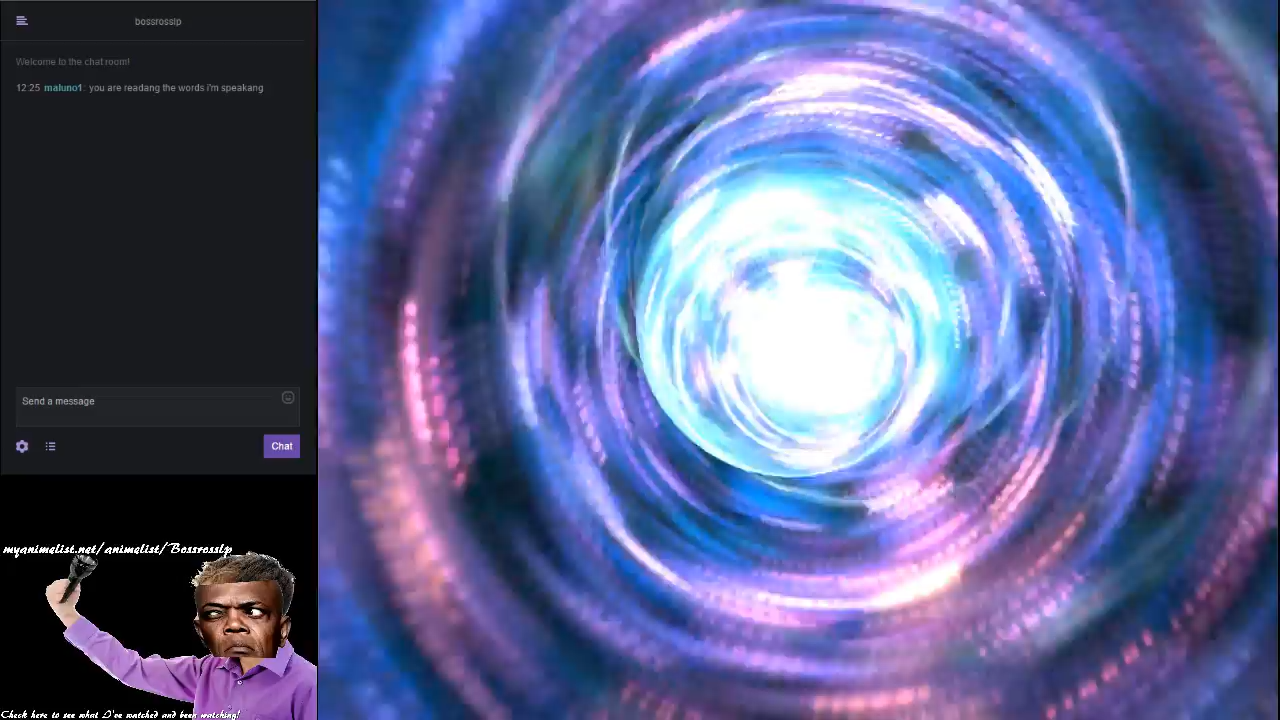 bossrosslp
Welcome to the chat room!
12:25 maluno1: you are readang the words i'm speakang
Send a message
Chat
myanimelist.net/animelist/Bossrosslp
Check here to see what I've watched and been watching!